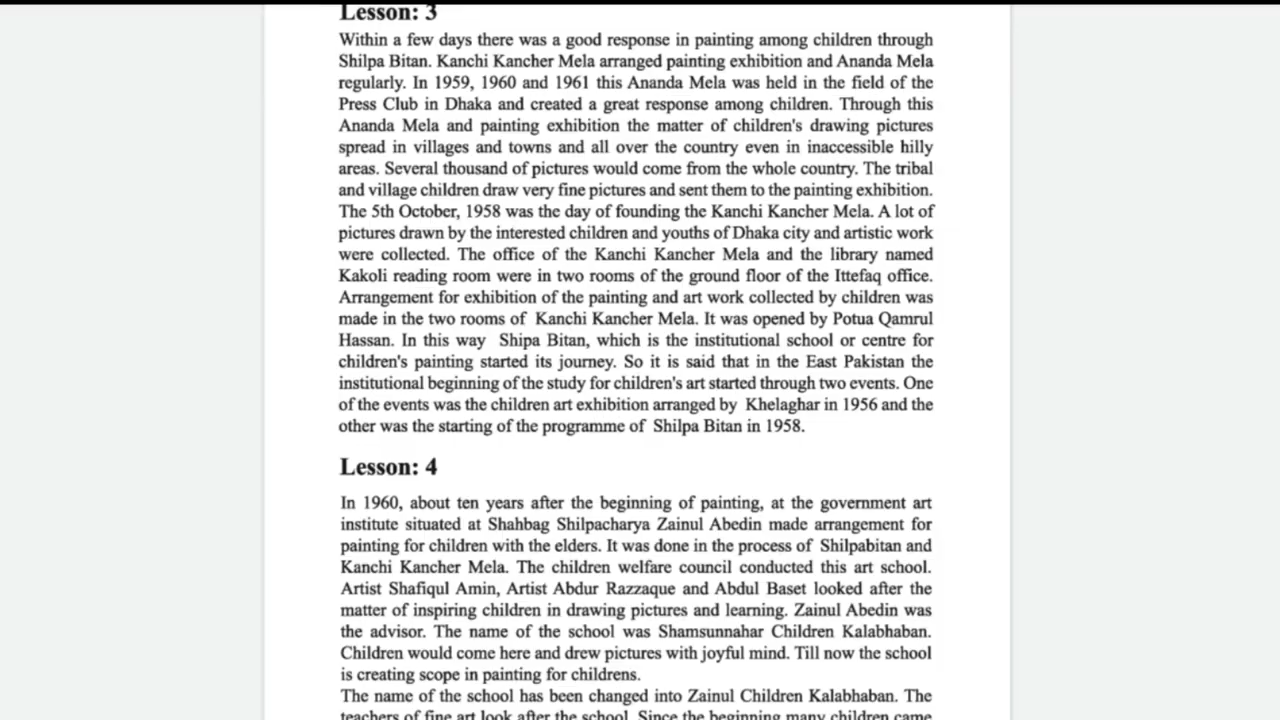 Lesson: 3
Within a few days there was a good response in painting among children through
Shilpa Bitan. Kanchi Kancher Mela arranged painting exhibition and Ananda Mela
regularly. In 1959, 1960 and 1961 this Ananda Mela was held in the field of the
Press Club in Dhaka and created a great response among children. Through this
Ananda Mela and painting exhibition the matter of children's drawing pictures
spread in villages and towns and all over the country even in inaccessible hilly
areas. Several thousand of pictures would come from the whole country. The tribal
and village children draw very fine pictures and sent them to the painting exhibition.
The 5th October, 1958 was the day of founding the Kanchi Kancher Mela. A lot of
pictures drawn by the interested children and youths of Dhaka city and artistic work
were collected. The office of the Kanchi Kancher Mela and the library named
Kakoli reading room were in two rooms of the ground floor of the Ittefaq office.
Arrangement for exhibition of the painting and art work collected by children was
made in the two rooms of Kanchi Kancher Mela. It was opened by Potua Qamrul
Hassan. In this way Shipa Bitan, which is the institutional school or centre for
children's painting started its journey. So it is said that in the East Pakistan the
institutional beginning of the study for children's art started through two events. One
of the events was the children art exhibition arranged by Khelaghar in 1956 and the
other was the starting of the programme of Shilpa Bitan in 1958.
Lesson: 4
In 1960, about ten years after the beginning of painting, at the government art
institute situated at Shahbag Shilpacharya Zainul Abedin made arrangement for
painting for children with the elders. It was done in the process of Shilpabitan and
Kanchi Kancher Mela. The children welfare council conducted this art school.
Artist Shafiqul Amin, Artist Abdur Razzaque and Abdul Baset looked after the
matter of inspiring children in drawing pictures and learning. Zainul Abedin was
the advisor. The name of the school was Shamsunnahar Children Kalabhaban.
Children would come here and drew pictures with joyful mind. Till now the school
is creating scope in painting for childrens.
The name of the school has been changed into Zainul Children Kalabhaban. The
teachers of fine art look after the school. Since the beginning many children came